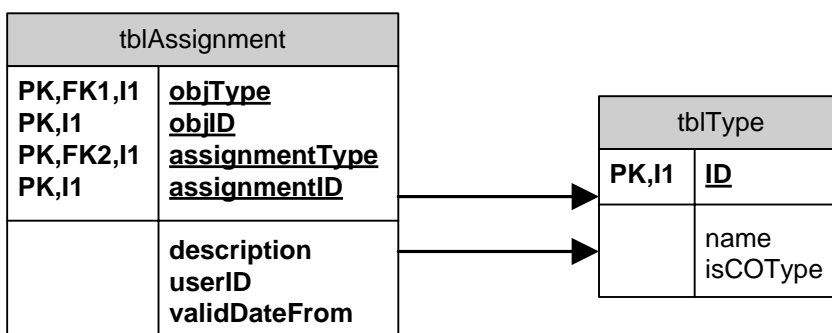 tblAssignment
PK,FK1,I1 objType
PK,I1 objID
PK,FK2,I1 assignmentType
PK,I1 assignmentID
description
userID
validDateFrom
tblType
PK,I1 ID
name
isCOType